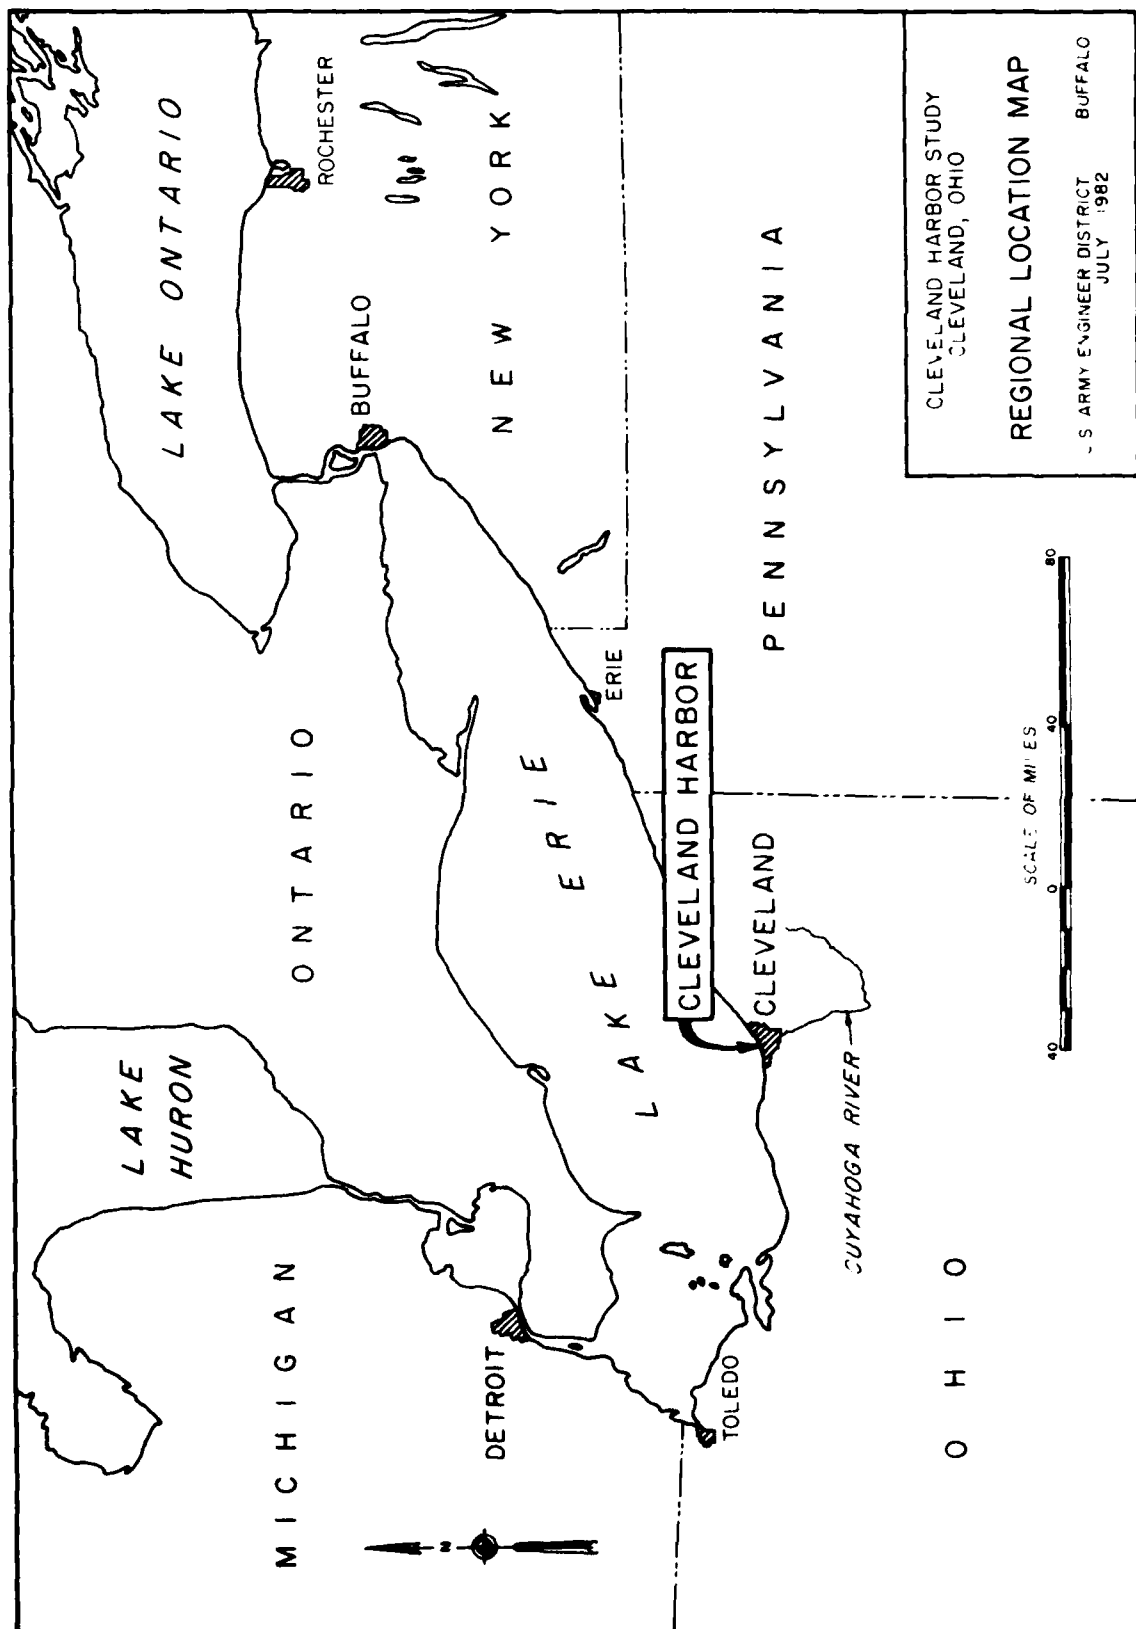 LAKE
HURON
LAKE ONTARIO
ROCHESTER
ONTARIO
BUFFALO
NEW YORK
MICHIGAN
N
DETROIT
LAKE ERIE
ERIE
CLEVELAND HARBOR
CLEVELAND
TOLEDO
PENNSYLVANIA
RIVER
OHIO
SCALE OF
40 0 40 80
CLEVELAND HARBOR STUDY
CLEVELAND, OHIO
REGIONAL LOCATION MAP
S ARMY ENGINEER DISTRICT BUFFALO
JULY 1982